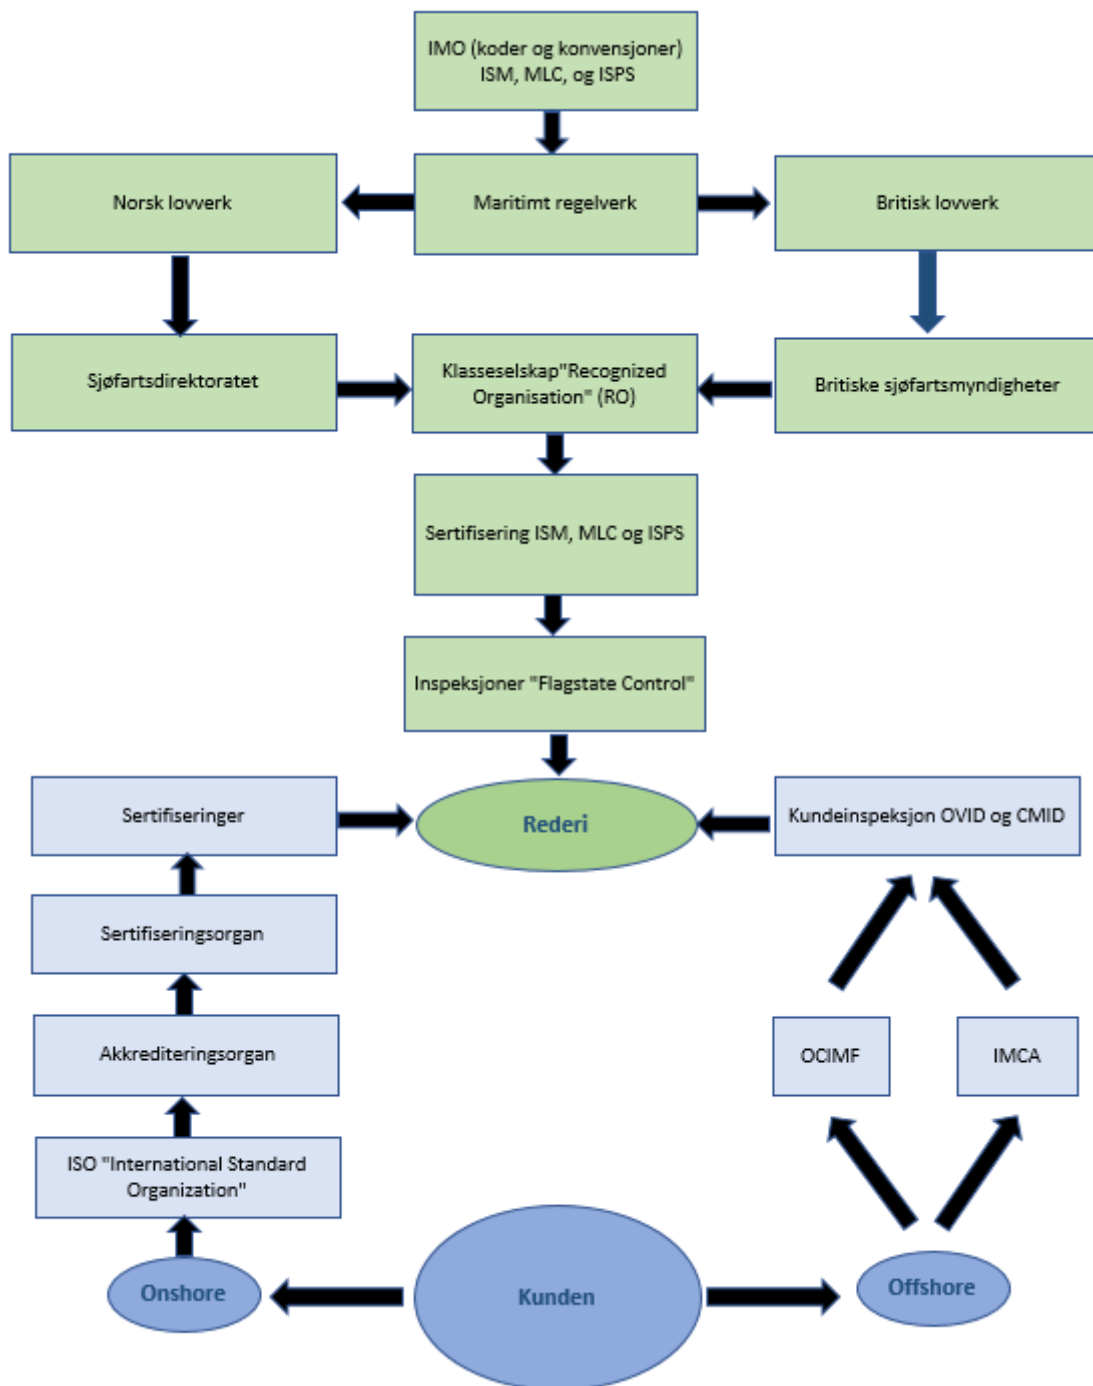 IMO (koder og konvensjoner)
ISM, MLC, og ISPS
Norsk lovverk
Maritimt regelverk
Britisk lovverk
Sjøfartsdirektoratet
Klasseselskap"Recognized
Organisation" (RO)
Britiske sjøfartsmyndigheter
Sertifisering ISM, MLC og ISPS
Inspeksjoner "Flagstate Control"
Sertifiseringer
Rederi
Kundeinspeksjon OVID og CMID
Sertifiseringsorgan
Akkrediteringsorgan
OCIMF
IMCA
ISO "International Standard
Organization"
Onshore
Kunden
Offshore